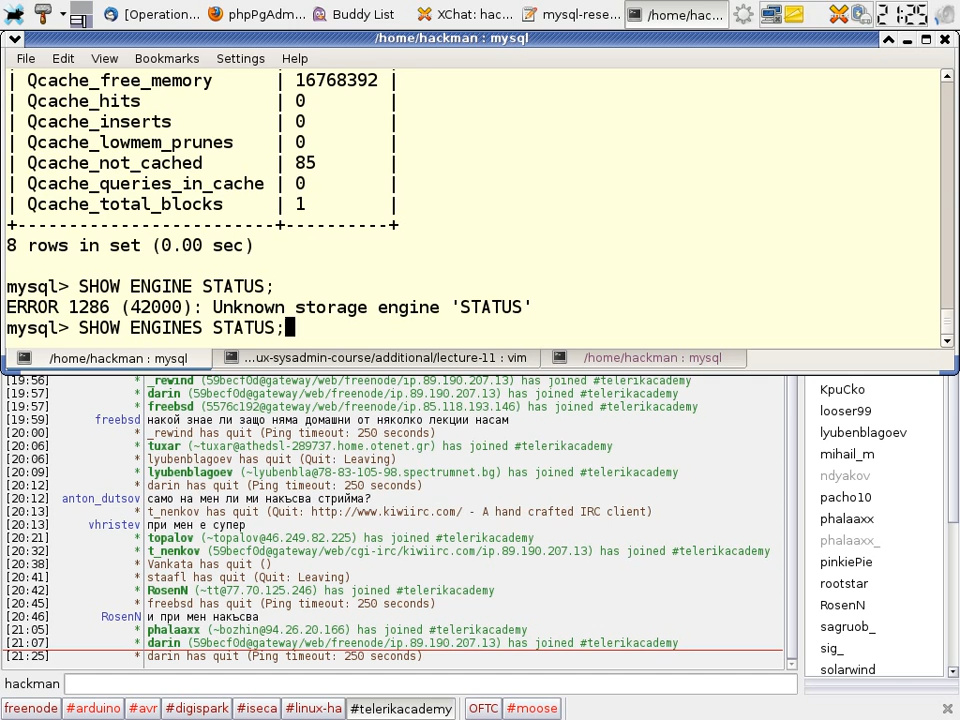 [Operation...
phpPgAdm...
Buddy List
XChat: hac...
mysql-rese...
/home/hac...
21:25
/home/hackman : mysql
File Edit View Bookmarks Settings Help
| Qcache_free_memory | 16768392 |
| Qcache_hits | 0 |
| Qcache_inserts | 0 |
| Qcache_lowmem_prunes | 0 |
| Qcache_not_cached | 85 |
| Qcache_queries_in_cache | 0 |
| Qcache_total_blocks | 1 |
+-------------------------+----------+
8 rows in set (0.00 sec)
mysql> SHOW ENGINE STATUS;
ERROR 1286 (42000): Unknown storage engine 'STATUS'
mysql> SHOW ENGINES STATUS;
/home/hackman : mysql
...ux-sysadmin-course/additional/lecture-11 : vim
/home/hackman : mysql
[19:56] * _rewind (59becf0d@gateway/web/freenode/ip.89.190.207.13) has joined #telerikacademy
[19:57] * darin (59becf0d@gateway/web/freenode/ip.89.190.207.13) has joined #telerikacademy
[19:57] * freebsd (5576c192@gateway/web/freenode/ip.85.118.193.146) has joined #telerikacademy
[19:59] freebsd какой знае ли защо няма домашни от няколко лекции насам
[20:00] * _rewind has quit (Ping timeout: 250 seconds)
[20:06] * tuxar (~tuxar@athedsl-289737.home.otenet.gr) has joined #telerikacademy
[20:06] * lyubenblagoev has quit (Quit: Leaving)
[20:09] * lyubenblagoev (~lyubenbla@78-83-105-98.spectrumnet.bg) has joined #telerikacademy
[20:12] * darin has quit (Ping timeout: 250 seconds)
[20:12] anton_dutsov само на мен ли ми накъсва стрийма?
[20:13] * t_nenkov has quit (Quit: http://www.kiwiirc.com/ - A hand crafted IRC client)
[20:13] vhristev при мен е супер
[20:21] * topalov (~topalov@46.249.82.225) has joined #telerikacademy
[20:32] * t_nenkov (59becf0d@gateway/web/cgi-irc/kiwiirc.com/ip.89.190.207.13) has joined #telerikacademy
[20:38] * Vankata has quit ()
[20:41] * staafl has quit (Quit: Leaving)
[20:42] * RosenN (~tt@77.70.125.246) has joined #telerikacademy
[20:45] * freebsd has quit (Ping timeout: 250 seconds)
[20:46] RosenN и при мен накъсва
[21:05] * phalaaxx (~bozhin@94.26.20.166) has joined #telerikacademy
[21:07] * darin (59becf0d@gateway/web/freenode/ip.89.190.207.13) has joined #telerikacademy
[21:25] * darin has quit (Ping timeout: 250 seconds)
KpuCko
looser99
lyubenblagoev
mihail_m
ndyakov
pacho10
phalaaxx
phalaaxx_
pinkiePie
rootstar
RosenN
sagruob_
sig_
solarwind
hackman
freenode #arduino #avr #digispark #iseca #linux-ha #telerikacademy OFTC #moose